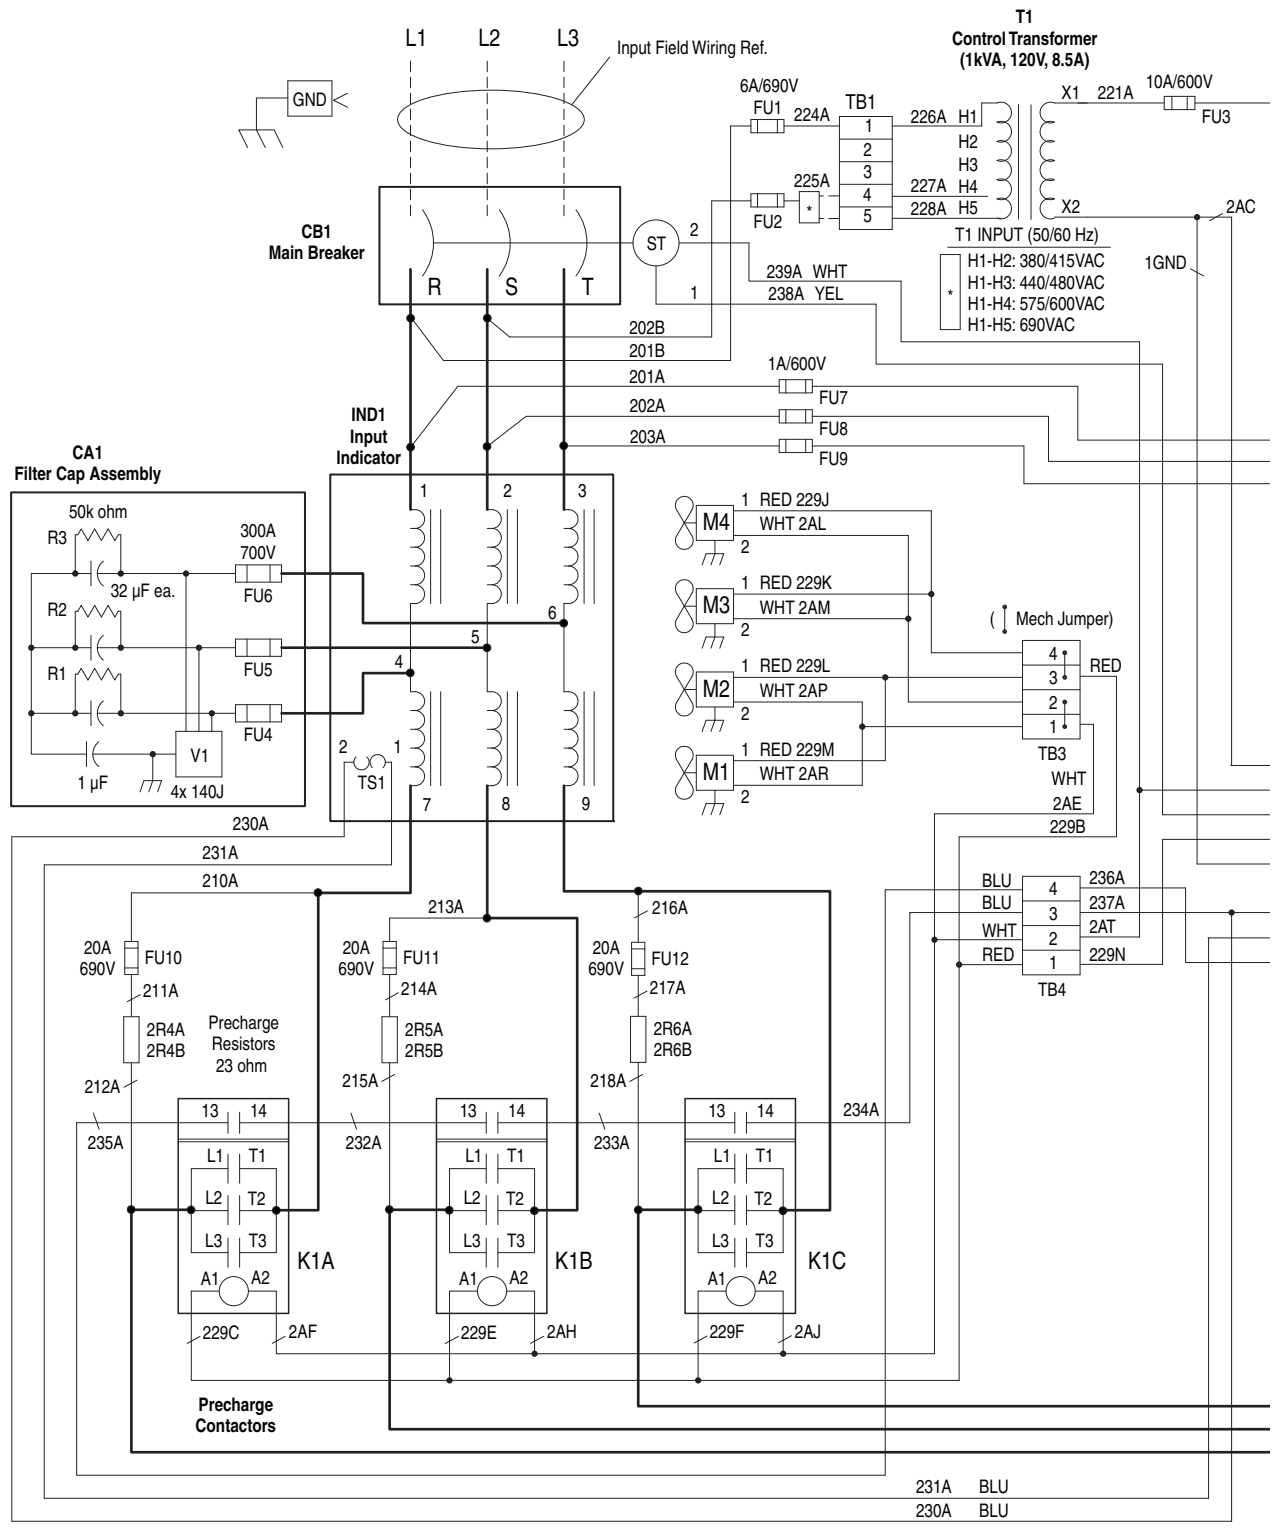 T1
Control Transformer
(1kVA, 120V, 8.5A)
L1 L2 L3
Input Field Wiring Ref.
GND
6A/690V
FU1
224A
TB1
1
2
3
4
5
226A H1
H2
H3
227A H4
228A H5
X1 221A
10A/600V
FU3
X2
2AC
1GND
225A
*
FU2
T1 INPUT (50/60 Hz)
*
H1-H2: 380/415VAC
H1-H3: 440/480VAC
H1-H4: 575/600VAC
H1-H5: 690VAC
CB1
Main Breaker
R S T
ST
2
1
239A WHT
238A YEL
202B
201B
201A
202A
203A
1A/600V
FU7
FU8
FU9
IND1
Input
Indicator
CA1
Filter Cap Assembly
50k ohm
R3
32 µF ea.
R2
R1
300A
700V
FU6
FU5
FU4
1 µF
V1
4x 140J
1 2 3
6
5
4
2 1
TS1
7 8 9
M4
1 RED 229J
WHT 2AL
2
M3
1 RED 229K
WHT 2AM
2
M2
1 RED 229L
WHT 2AP
2
M1
1 RED 229M
WHT 2AR
2
( Mech Jumper)
4
3
2
1
TB3
RED
WHT
2AE
229B
230A
231A
210A
213A
216A
20A
690V
FU10
20A
690V
FU11
20A
690V
FU12
211A
214A
217A
2R4A
2R4B
Precharge
Resistors
23 ohm
2R5A
2R5B
2R6A
2R6B
212A
215A
218A
BLU 4 236A
BLU 3 237A
WHT 2 2AT
RED 1 229N
TB4
235A
13 14
232A
13 14
233A
13 14
234A
L1 T1
L2 T2
L3 T3
A1 A2
K1A
L1 T1
L2 T2
L3 T3
A1 A2
K1B
L1 T1
L2 T2
L3 T3
A1 A2
K1C
229C 2AF
229E 2AH
229F 2AJ
Precharge
Contactors
231A BLU
230A BLU